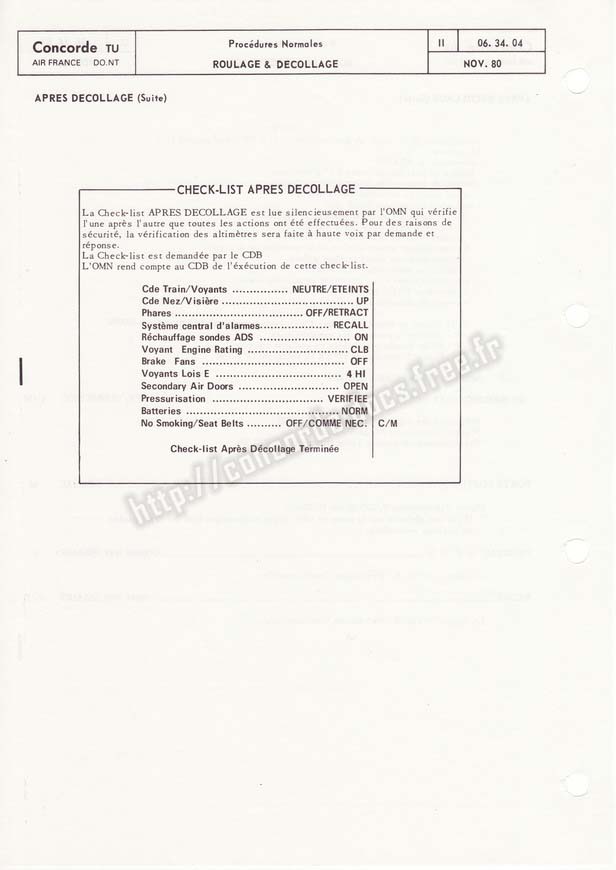 Concorde TU
AIR FRANCE DO.NT
Procédures Normales
ROULAGE & DECOLLAGE
II
06. 34. 04
NOV. 80
APRES DECOLLAGE (Suite)
CHECK-LIST APRES DECOLLAGE
La Check-list APRES DECOLLAGE est lue silencieusement par l'OMN qui vérifie
l'une après l'autre que toutes les actions ont été effectuées. Pour des raisons de
sécurité, la vérification des altimètres sera faite à haute voix par demande et
réponse.
La Check-list est demandée par le CDB
L'OMN rend compte au CDB de l'éxécution de cette check-list.
Cde Train/Voyants ................ NEUTRE/ETEINTS
Cde Nez/Visière ...................................... UP
Phares ..................................... OFF/RETRACT
Système central d'alarmes.................... RECALL
Réchauffage sondes ADS .......................... ON
Voyant Engine Rating ............................. CLB
Brake Fans ......................................... OFF
Voyants Lois E ..................................... 4 HI
Secondary Air Doors .............................. OPEN
Pressurisation ................................ VERIFIEE
Batteries ............................................ NORM
No Smoking/Seat Belts .......... OFF/COMME NEC. C/M
Check-list Après Décollage Terminée
http://concordescs.free.fr